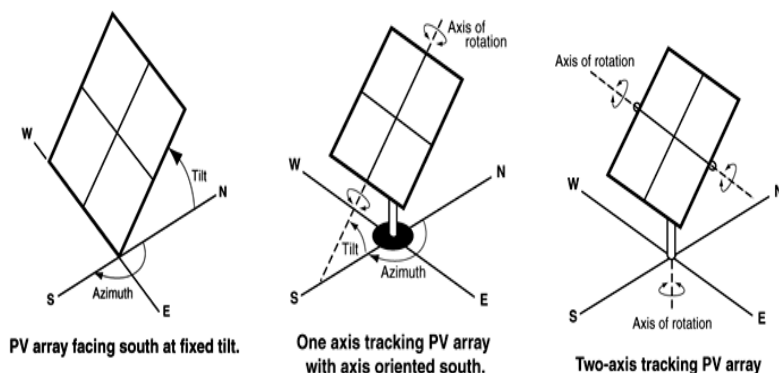 W
Tilt
N
S
Azimuth
E
PV array facing south at fixed tilt.
Axis of
rotation
W
N
Tilt
Azimuth
S
E
One axis tracking PV array
with axis oriented south.
Axis of rotation
W
N
S
E
Axis of rotation
Two-axis tracking PV array